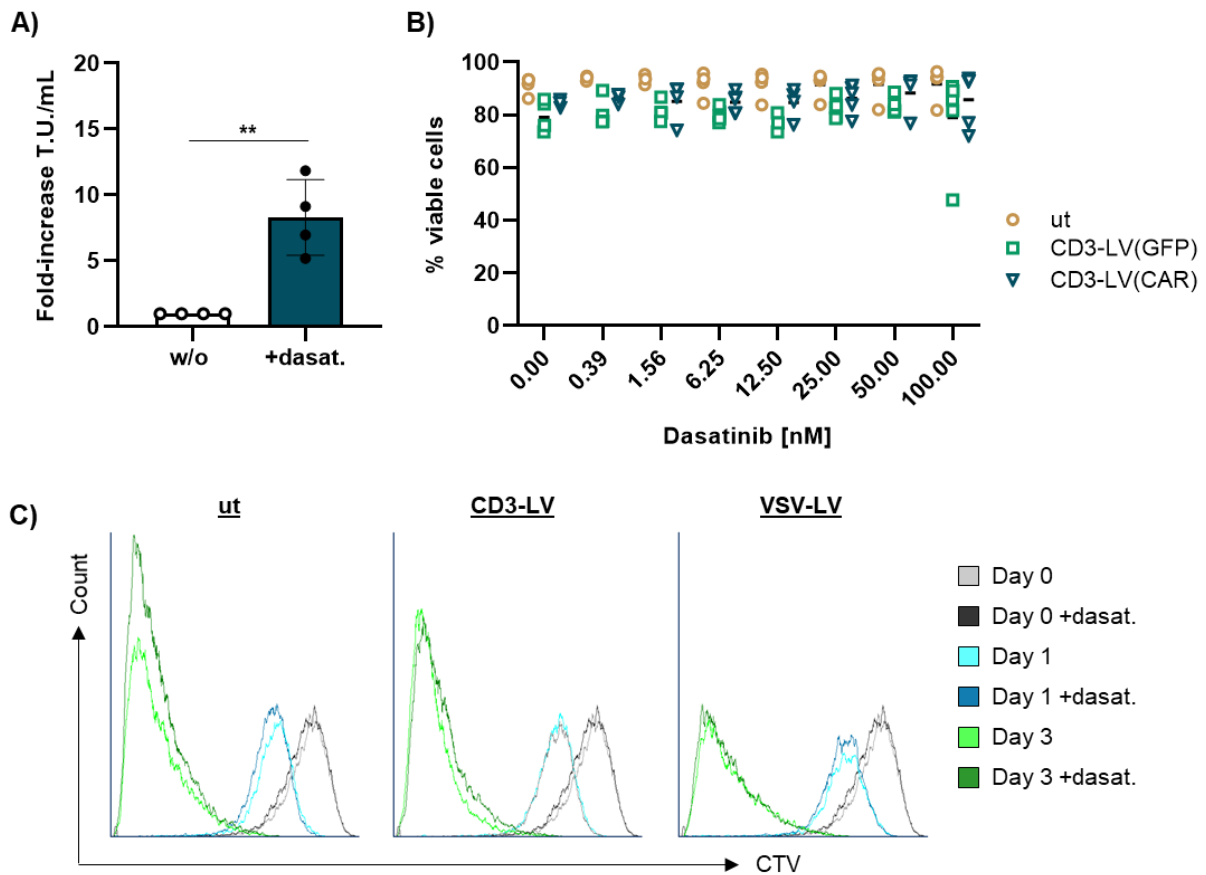 A)
Fold-increase T.U./mL
20
15
10
5
0
**
w/o
+dasat.
B)
% viable cells
100
80
60
40
20
0
0.00
0.39
1.56
6.25
12.50
25.00
50.00
100.00
Dasatinib [nM]
ut
CD3-LV(GFP)
CD3-LV(CAR)
C)
ut
CD3-LV
VSV-LV
Count
CTV
Day 0
Day 0 +dasat.
Day 1
Day 1 +dasat.
Day 3
Day 3 +dasat.